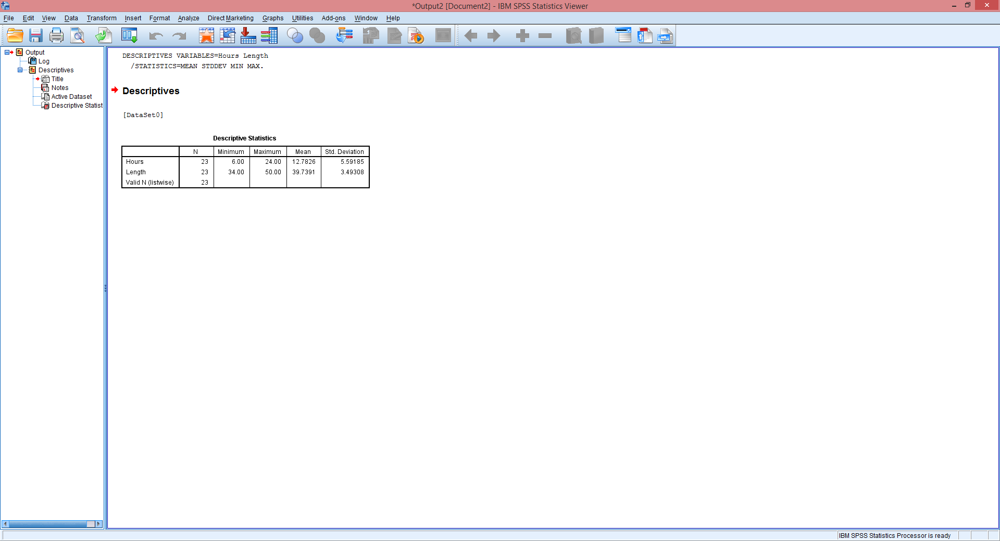 *Output2 [Document2] - IBM SPSS Statistics Viewer
File Edit View Data Transform Insert Format Analyze Direct Marketing Graphs Utilities Add-ons Window Help
Output
Log
Descriptives
Title
Notes
Active Dataset
Descriptive Statist
DESCRIPTIVES VARIABLES=Hours Length
/STATISTICS=MEAN STDDEV MIN MAX.
Descriptives
[DataSet0]
Descriptive Statistics
N Minimum Maximum Mean Std. Deviation
Hours 23 6.00 24.00 12.7826 5.59185
Length 23 34.00 50.00 39.7391 3.49308
Valid N (listwise) 23
IBM SPSS Statistics Processor is ready